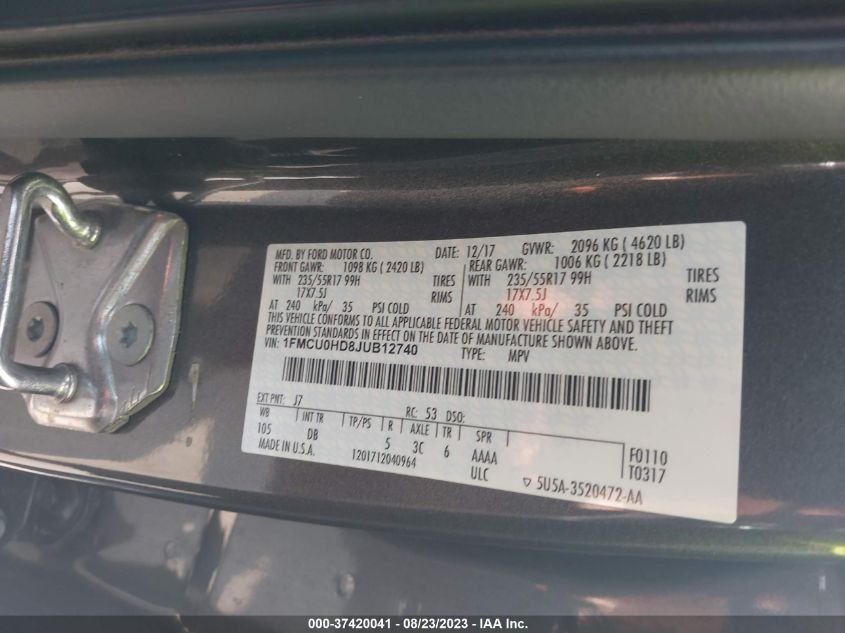 MFD. BY FORD MOTOR CO. DATE: 12/17 GVWR: 2096 KG ( 4620 LB)
FRONT GAWR: 1098 KG ( 2420 LB) REAR GAWR: 1006 KG ( 2218 LB)
WITH 235/55R17 99H TIRES WITH 235/55R17 99H TIRES
17X7.5J RIMS 17X7.5J RIMS
AT 240 kPa/ 35 PSI COLD AT 240 kPa/ 35 PSI COLD
THIS VEHICLE CONFORMS TO ALL APPLICABLE FEDERAL MOTOR VEHICLE SAFETY AND THEFT
PREVENTION STANDARDS IN EFFECT ON THE DATE OF MANUFACTURE SHOWN ABOVE.
VIN: 1FMCU0HD8JUB12740 TYPE: MPV
EXT PNT: J7 RC: 53 DSO:
WB INT TR TP/PS R AXLE TR SPR
105 DB 5 3C 6 AAAA F0110
MADE IN U.S.A. 1201712040964 ULC T0317
▽ 5U5A-3520472-AA
000-37420041 - 08/23/2023 - IAA Inc.